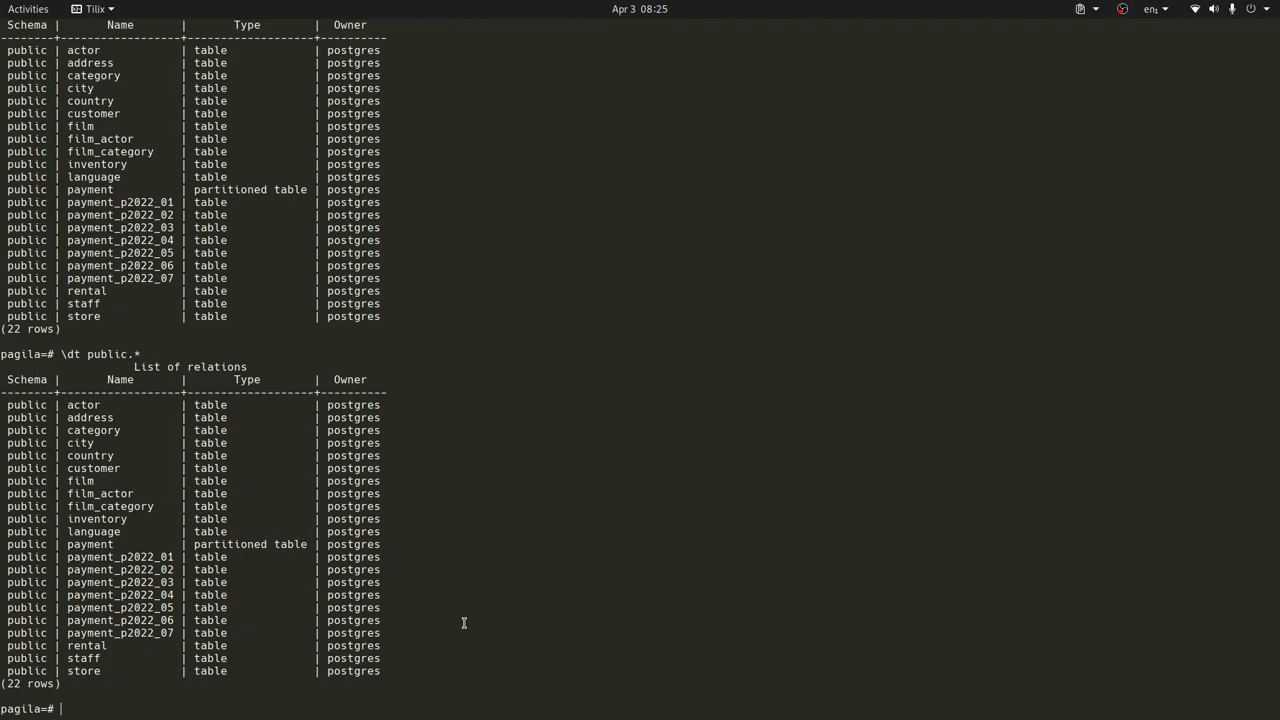 Activities Tilix Apr 3 08:25 en₁
 Schema |       Name       |       Type        |  Owner
--------+------------------+-------------------+----------
 public | actor            | table             | postgres
 public | address          | table             | postgres
 public | category         | table             | postgres
 public | city             | table             | postgres
 public | country          | table             | postgres
 public | customer         | table             | postgres
 public | film             | table             | postgres
 public | film_actor       | table             | postgres
 public | film_category    | table             | postgres
 public | inventory        | table             | postgres
 public | language         | table             | postgres
 public | payment          | partitioned table | postgres
 public | payment_p2022_01 | table             | postgres
 public | payment_p2022_02 | table             | postgres
 public | payment_p2022_03 | table             | postgres
 public | payment_p2022_04 | table             | postgres
 public | payment_p2022_05 | table             | postgres
 public | payment_p2022_06 | table             | postgres
 public | payment_p2022_07 | table             | postgres
 public | rental           | table             | postgres
 public | staff            | table             | postgres
 public | store            | table             | postgres
(22 rows)
pagila=# \dt public.*
                    List of relations
 Schema |       Name       |       Type        |  Owner
--------+------------------+-------------------+----------
 public | actor            | table             | postgres
 public | address          | table             | postgres
 public | category         | table             | postgres
 public | city             | table             | postgres
 public | country          | table             | postgres
 public | customer         | table             | postgres
 public | film             | table             | postgres
 public | film_actor       | table             | postgres
 public | film_category    | table             | postgres
 public | inventory        | table             | postgres
 public | language         | table             | postgres
 public | payment          | partitioned table | postgres
 public | payment_p2022_01 | table             | postgres
 public | payment_p2022_02 | table             | postgres
 public | payment_p2022_03 | table             | postgres
 public | payment_p2022_04 | table             | postgres
 public | payment_p2022_05 | table             | postgres
 public | payment_p2022_06 | table             | postgres
 public | payment_p2022_07 | table             | postgres
 public | rental           | table             | postgres
 public | staff            | table             | postgres
 public | store            | table             | postgres
(22 rows)
pagila=#